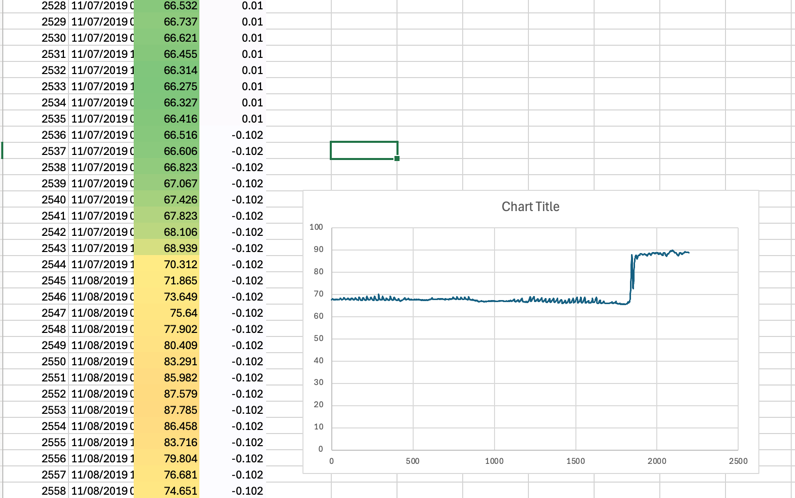 2528 11/07/2019 0 66.532 0.01
2529 11/07/2019 0 66.737 0.01
2530 11/07/2019 0 66.621 0.01
2531 11/07/2019 1 66.455 0.01
2532 11/07/2019 1 66.314 0.01
2533 11/07/2019 1 66.275 0.01
2534 11/07/2019 0 66.327 0.01
2535 11/07/2019 0 66.416 0.01
2536 11/07/2019 0 66.516 -0.102
2537 11/07/2019 0 66.606 -0.102
2538 11/07/2019 0 66.823 -0.102
2539 11/07/2019 0 67.067 -0.102
2540 11/07/2019 0 67.426 -0.102
2541 11/07/2019 0 67.823 -0.102
2542 11/07/2019 0 68.106 -0.102
2543 11/07/2019 1 68.939 -0.102
2544 11/07/2019 1 70.312 -0.102
2545 11/08/2019 1 71.865 -0.102
2546 11/08/2019 0 73.649 -0.102
2547 11/08/2019 0 75.64 -0.102
2548 11/08/2019 0 77.902 -0.102
2549 11/08/2019 0 80.409 -0.102
2550 11/08/2019 0 83.291 -0.102
2551 11/08/2019 0 85.982 -0.102
2552 11/08/2019 0 87.579 -0.102
2553 11/08/2019 0 87.785 -0.102
2554 11/08/2019 0 86.458 -0.102
2555 11/08/2019 1 83.716 -0.102
2556 11/08/2019 1 79.804 -0.102
2557 11/08/2019 1 76.681 -0.102
2558 11/08/2019 0 74.651 -0.102
Chart Title
100
90
80
70
60
50
40
30
20
10
0
0 500 1000 1500 2000 2500